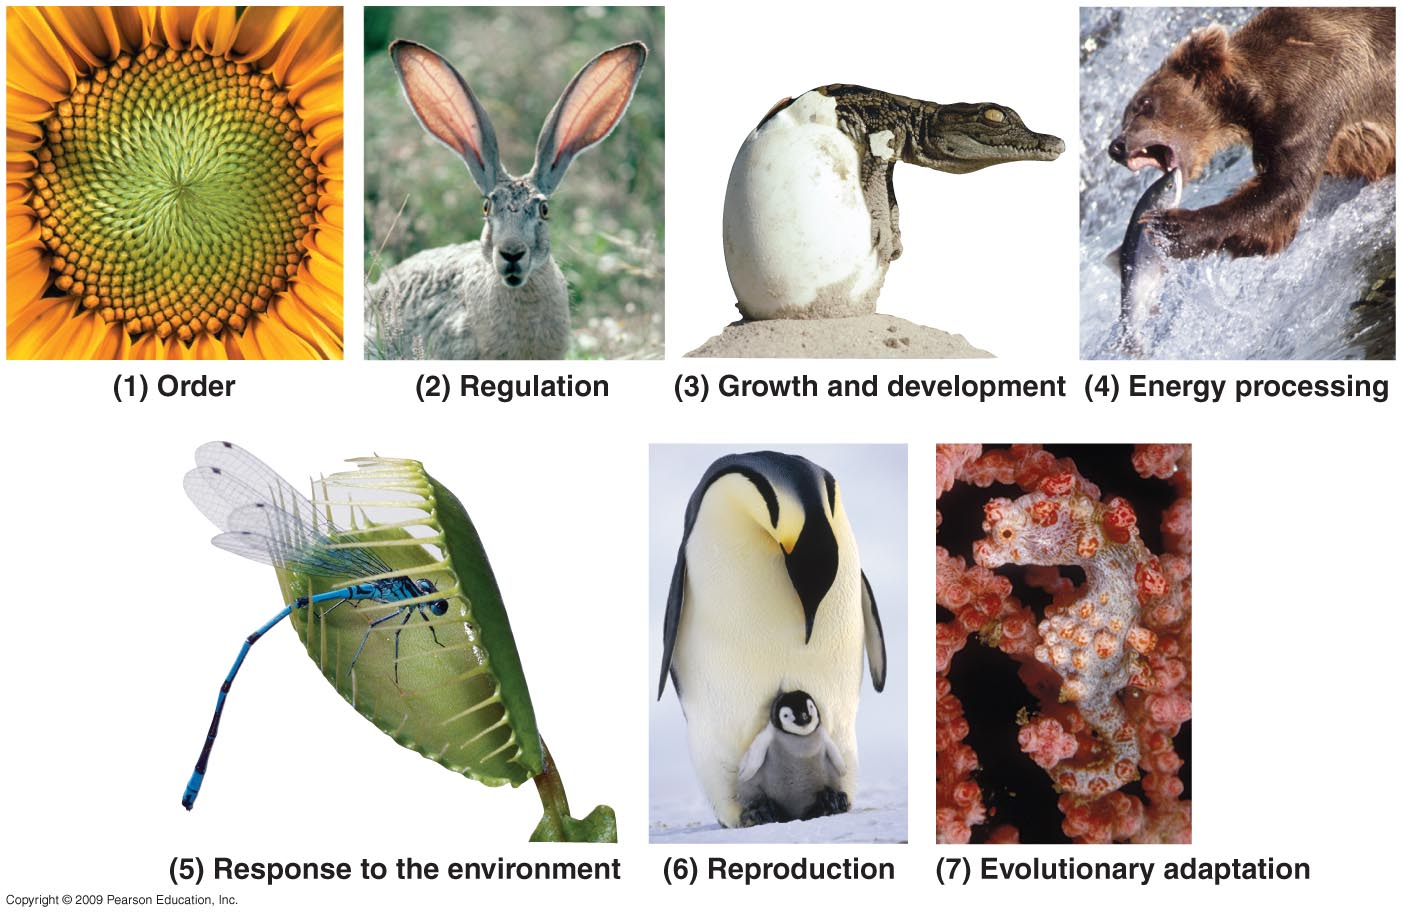 (1) Order
(2) Regulation
(3) Growth and development
(4) Energy processing
(5) Response to the environment
(6) Reproduction
(7) Evolutionary adaptation
Copyright © 2009 Pearson Education, Inc.